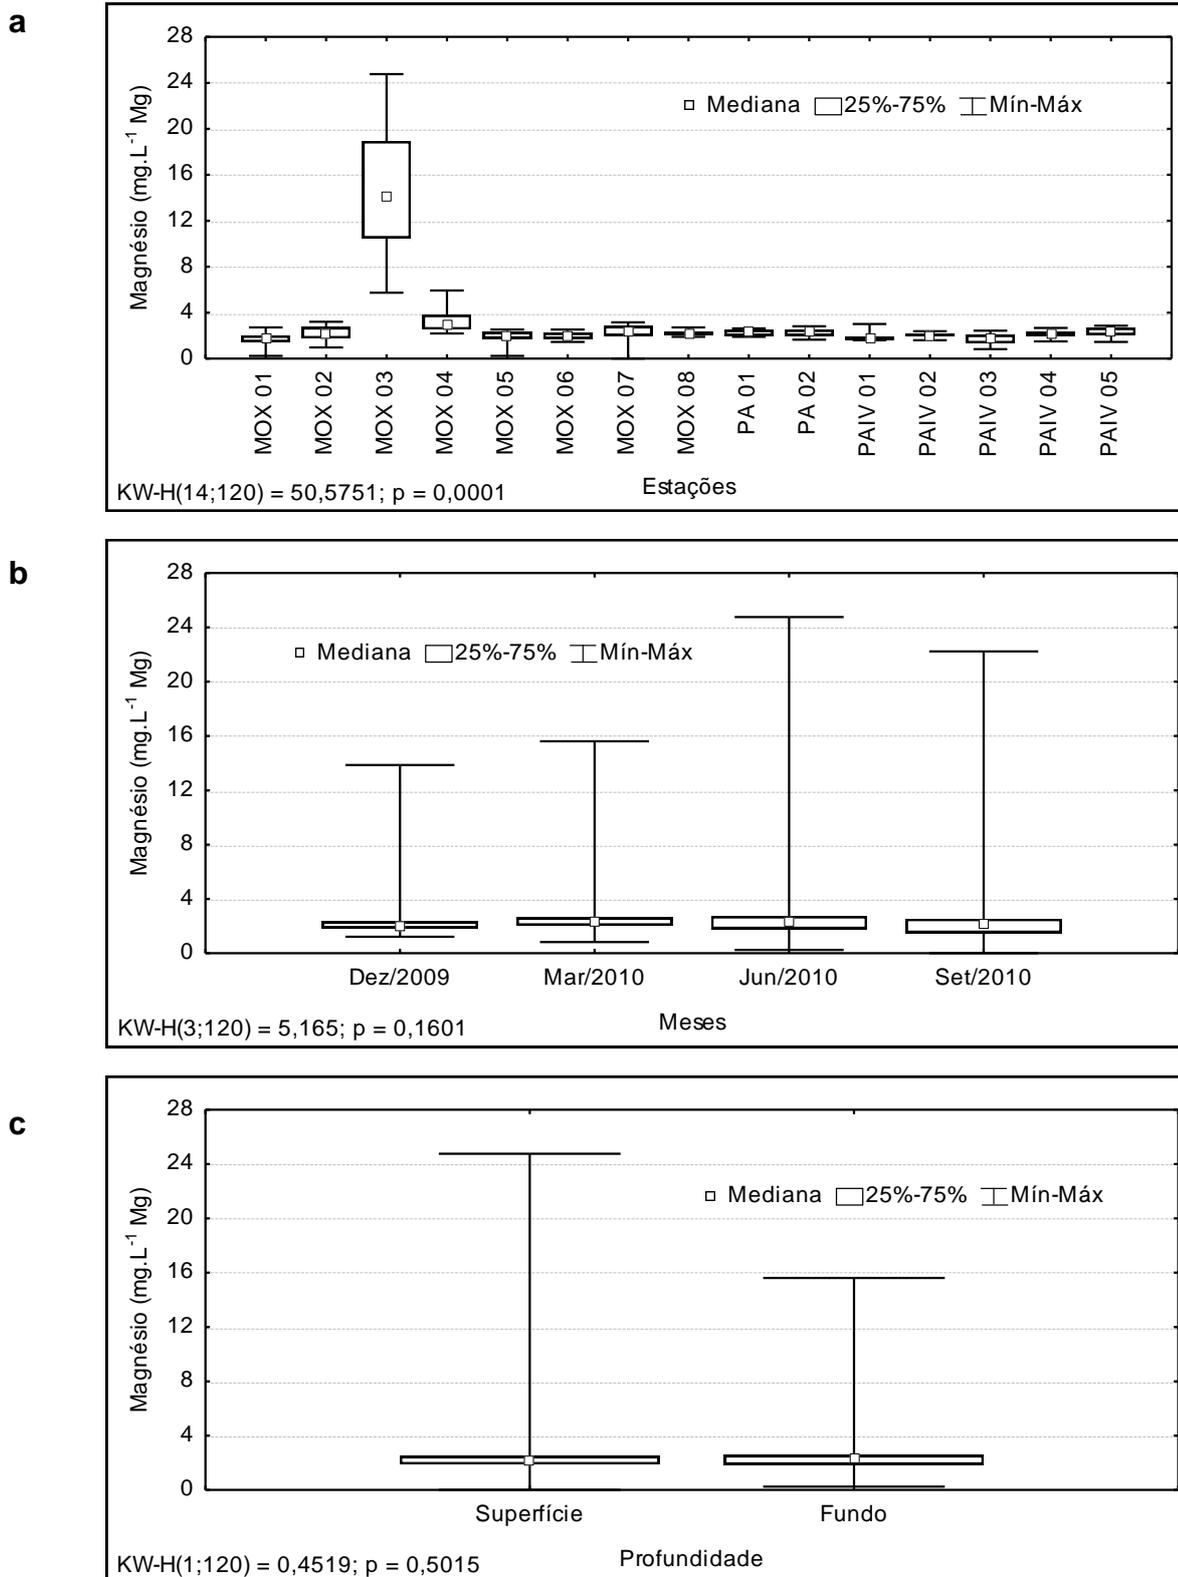 a
28
24
20
16
12
8
4
0
Magnésio (mg.L-1 Mg)
Mediana 25%-75% Mín-Máx
MOX 01
MOX 02
MOX 03
MOX 04
MOX 05
MOX 06
MOX 07
MOX 08
PA 01
PA 02
PAIV 01
PAIV 02
PAIV 03
PAIV 04
PAIV 05
Estações
KW-H(14;120) = 50,5751; p = 0,0001
b
28
24
20
16
12
8
4
0
Magnésio (mg.L-1 Mg)
Mediana 25%-75% Mín-Máx
Dez/2009 Mar/2010 Jun/2010 Set/2010
Meses
KW-H(3;120) = 5,165; p = 0,1601
c
28
24
20
16
12
8
4
0
Magnésio (mg.L-1 Mg)
Mediana 25%-75% Mín-Máx
Superfície Fundo
Profundidade
KW-H(1;120) = 0,4519; p = 0,5015